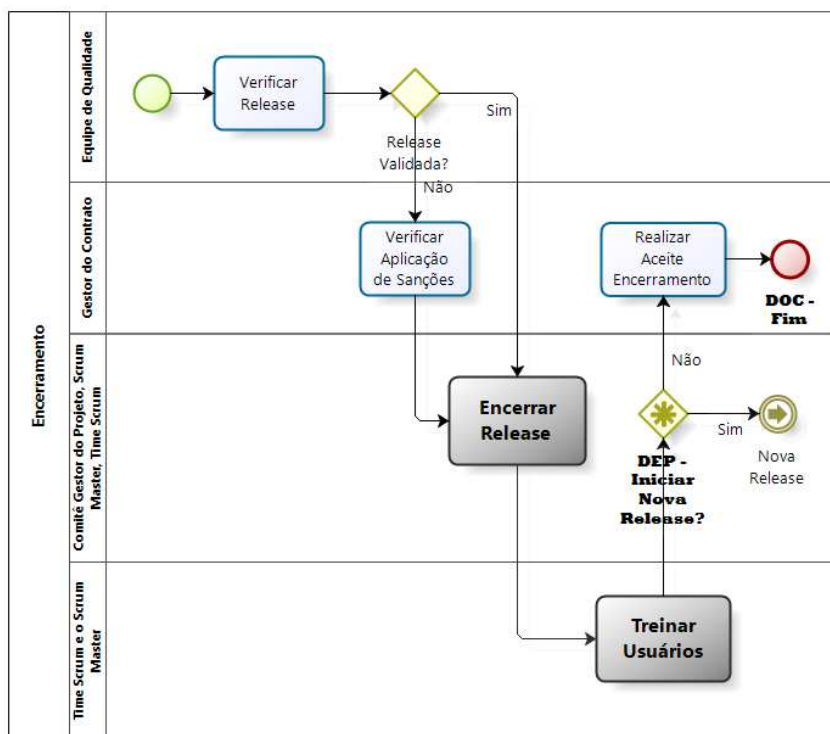 Encerramento
Equipe de Qualidade
Verificar
Release
Release
Validada?
Sim
Não
Gestor do Contrato
Verificar
Aplicação
de Sanções
Realizar
Aceite
Encerramento
DOC -
Fim
Comitê Gestor do Projeto, Scrum
Master, Time Scrum
Encerrar
Release
Não
Sim
DEP -
Iniciar
Nova
Release?
Nova
Release
Time Scrum e o Scrum
Master
Treinar
Usuários